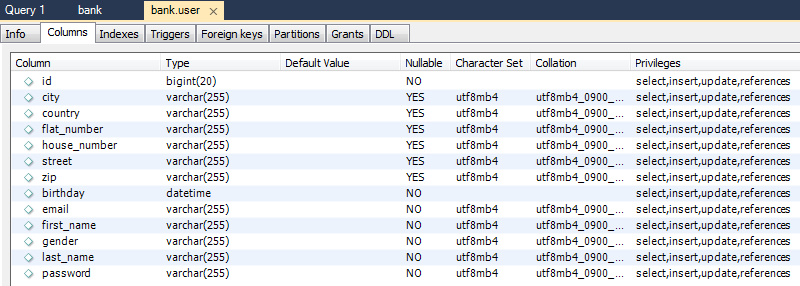 Query 1 bank bank.user
Info Columns Indexes Triggers Foreign keys Partitions Grants DDL
Column Type Default Value Nullable Character Set Collation Privileges
id bigint(20) NO select,insert,update,references
city varchar(255) YES utf8mb4 utf8mb4_0900_... select,insert,update,references
country varchar(255) YES utf8mb4 utf8mb4_0900_... select,insert,update,references
flat_number varchar(255) YES utf8mb4 utf8mb4_0900_... select,insert,update,references
house_number varchar(255) YES utf8mb4 utf8mb4_0900_... select,insert,update,references
street varchar(255) YES utf8mb4 utf8mb4_0900_... select,insert,update,references
zip varchar(255) YES utf8mb4 utf8mb4_0900_... select,insert,update,references
birthday datetime NO select,insert,update,references
email varchar(255) NO utf8mb4 utf8mb4_0900_... select,insert,update,references
first_name varchar(255) NO utf8mb4 utf8mb4_0900_... select,insert,update,references
gender varchar(255) NO utf8mb4 utf8mb4_0900_... select,insert,update,references
last_name varchar(255) NO utf8mb4 utf8mb4_0900_... select,insert,update,references
password varchar(255) NO utf8mb4 utf8mb4_0900_... select,insert,update,references